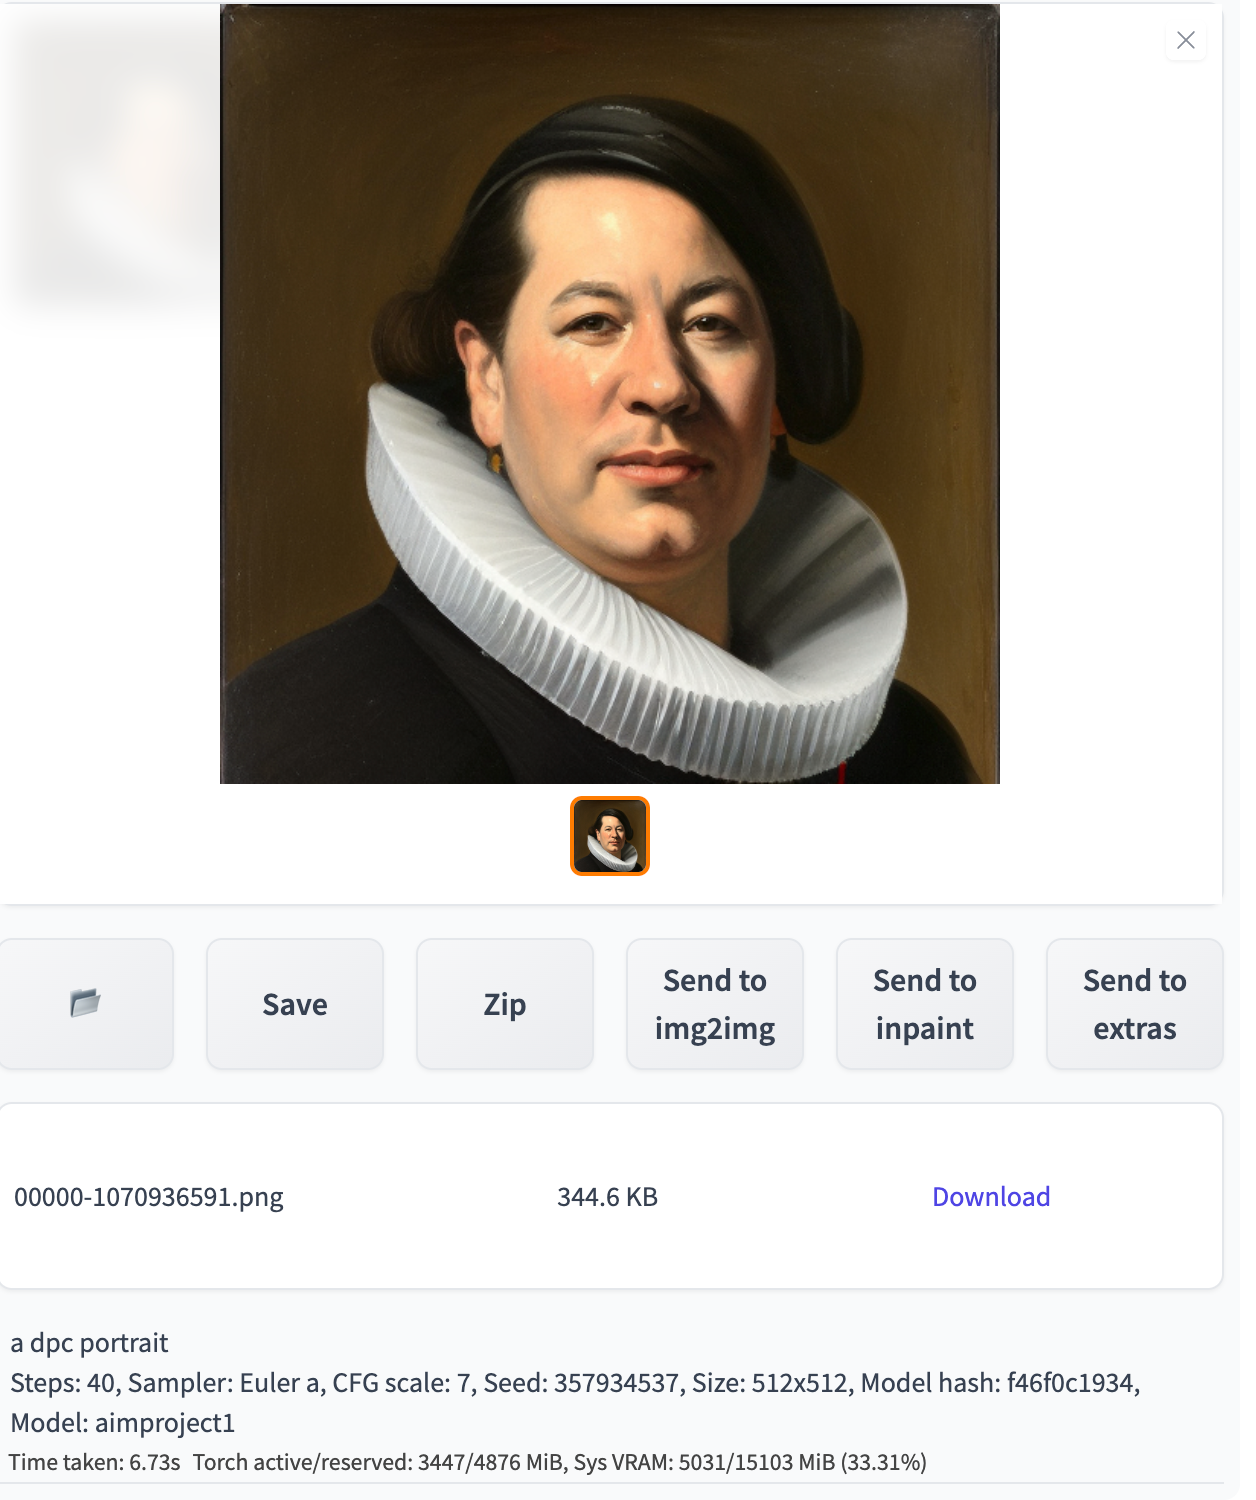 Save
Zip
Send to
img2img
Send to
inpaint
Send to
extras
00000-1070936591.png 344.6 KB Download
a dpc portrait
Steps: 40, Sampler: Euler a, CFG scale: 7, Seed: 357934537, Size: 512x512, Model hash: f46f0c1934,
Model: aimproject1
Time taken: 6.73s Torch active/reserved: 3447/4876 MiB, Sys VRAM: 5031/15103 MiB (33.31%)